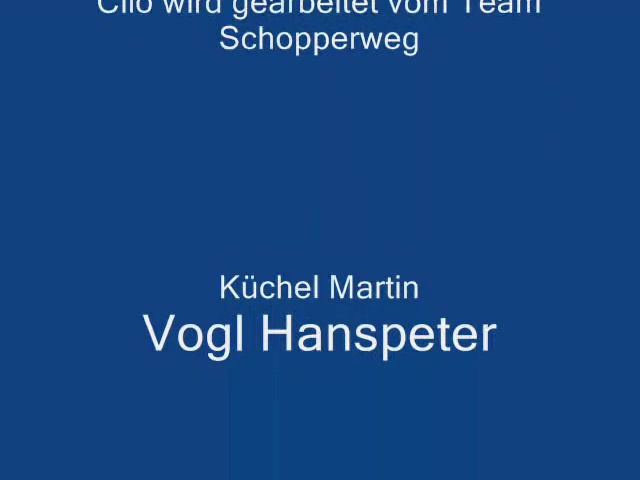 Clio wird gearbeitet vom Team
Schopperweg
Küchel Martin
Vogl Hanspeter